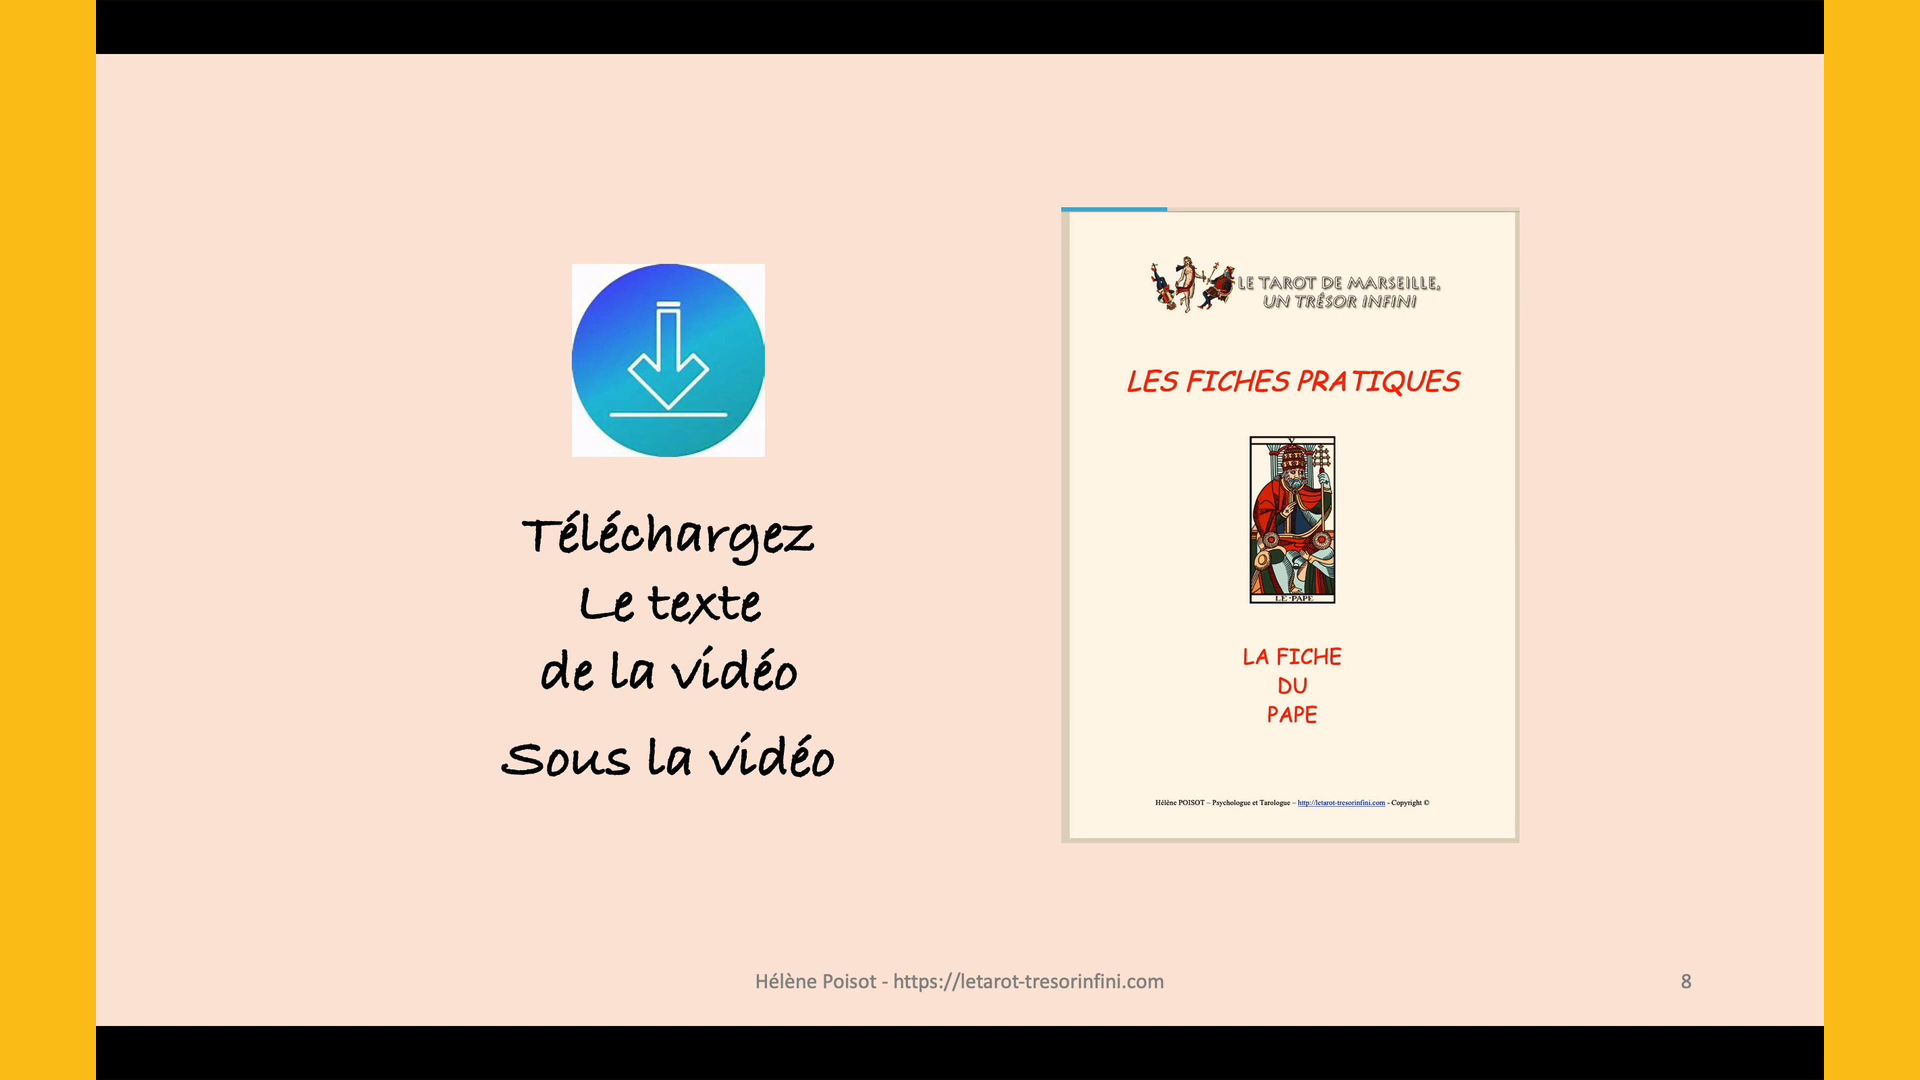 Téléchargez
Le texte
de la vidéo
Sous la vidéo
LE TAROT DE MARSEILLE,
UN TRÉSOR INFINI
LES FICHES PRATIQUES
V
LE·PAPE
LA FICHE
DU
PAPE
Hélène POISOT – Psychologue et Tarologue – http://letarot-tresorinfini.com - Copyright ©
Hélène Poisot - https://letarot-tresorinfini.com
8